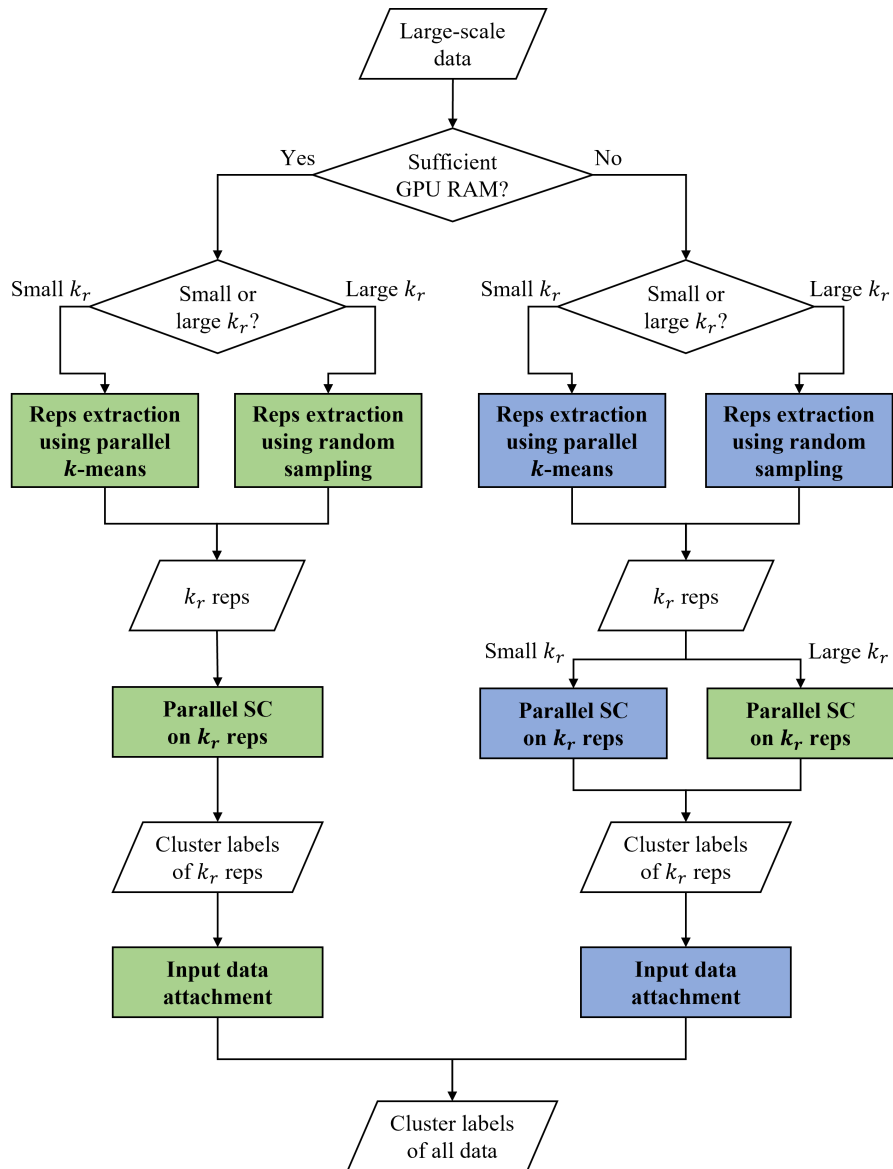 Large-scale
data
Yes
Sufficient
GPU RAM?
No
Small kᵣ
Small or
large kᵣ?
Large kᵣ
Small kᵣ
Small or
large kᵣ?
Large kᵣ
Reps extraction
using parallel
k-means
Reps extraction
using random
sampling
Reps extraction
using parallel
k-means
Reps extraction
using random
sampling
kᵣ reps
kᵣ reps
Small kᵣ
Large kᵣ
Parallel SC
on kᵣ reps
Parallel SC
on kᵣ reps
Parallel SC
on kᵣ reps
Cluster labels
of kᵣ reps
Cluster labels
of kᵣ reps
Input data
attachment
Input data
attachment
Cluster labels
of all data